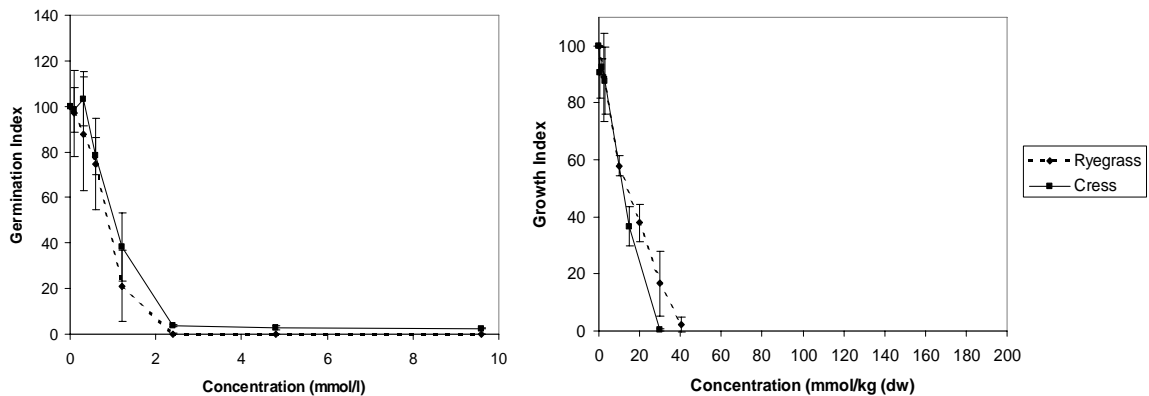 140
120
100
80
60
40
20
0
Germination Index
0 2 4 6 8 10
Concentration (mmol/l)
100
80
60
40
20
0
Growth Index
0 20 40 60 80 100 120 140 160 180 200
Concentration (mmol/kg (dw)
Ryegrass
Cress